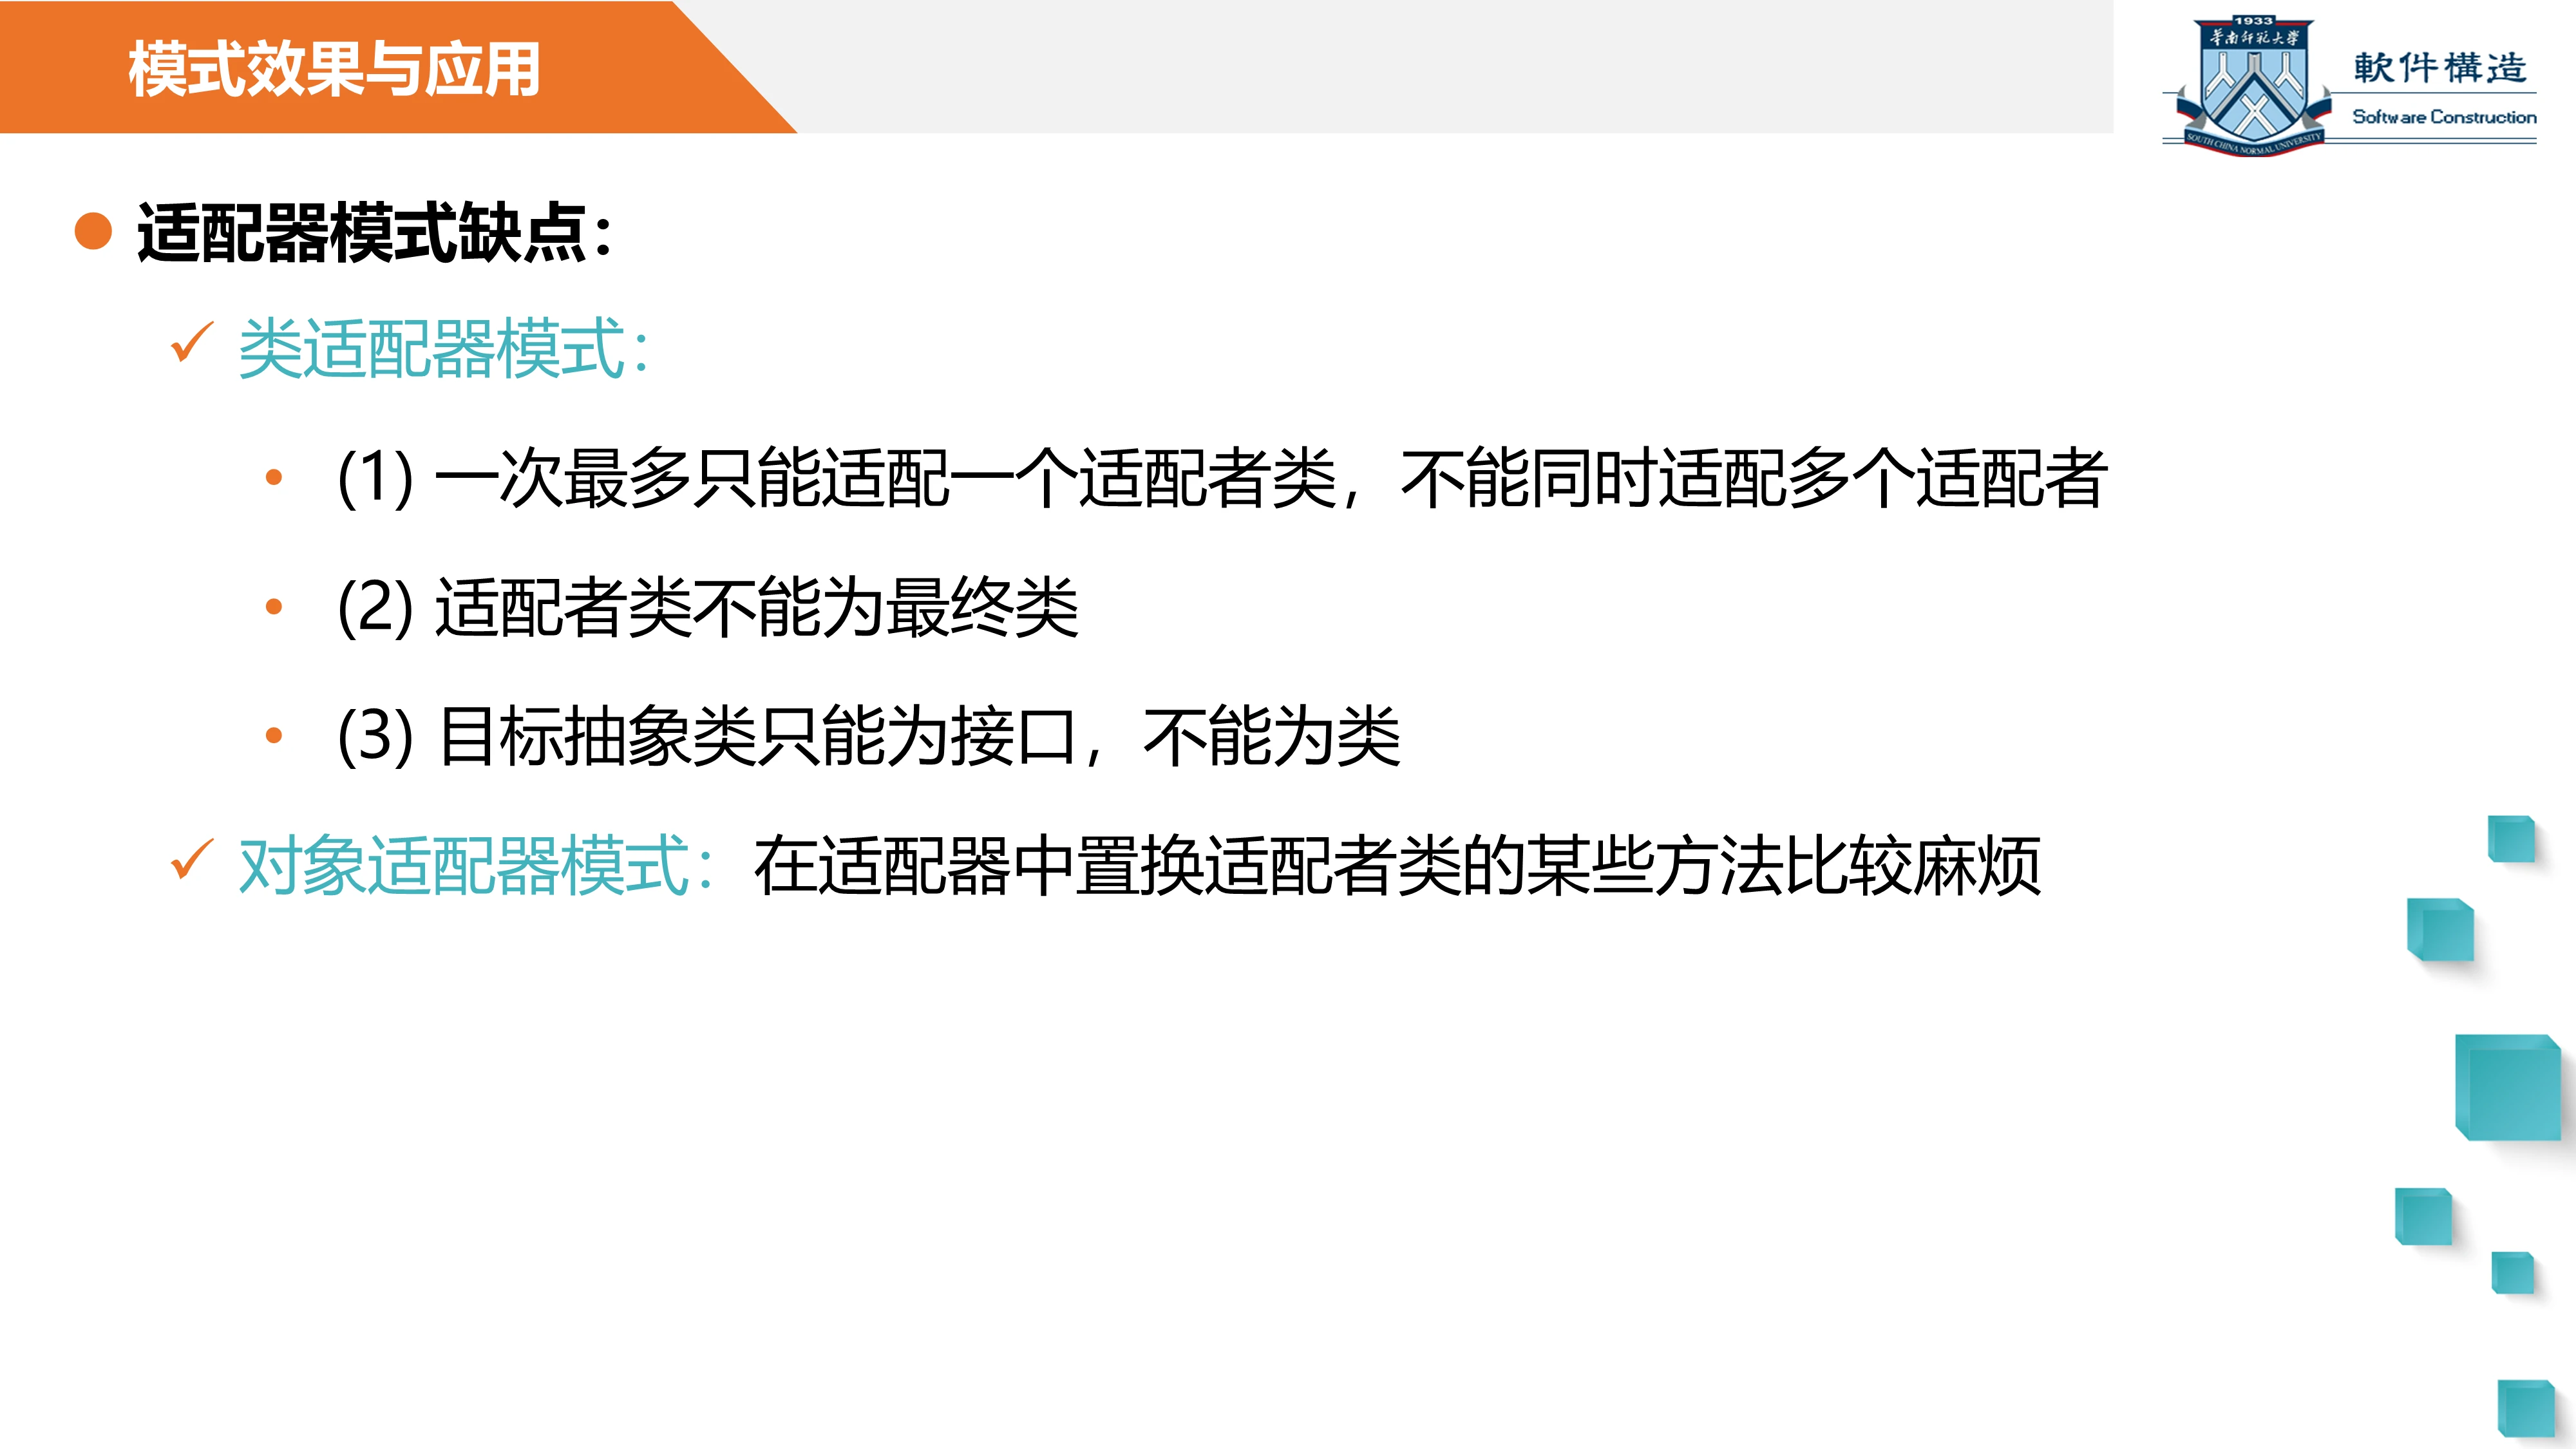 模式效果与应用
1933
华南师范大学
SOUTH CHINA NORMAL UNIVERSITY
軟件構造
Software Construction
适配器模式缺点：
类适配器模式：
(1) 一次最多只能适配一个适配者类，不能同时适配多个适配者
(2) 适配者类不能为最终类
(3) 目标抽象类只能为接口，不能为类
对象适配器模式：在适配器中置换适配者类的某些方法比较麻烦